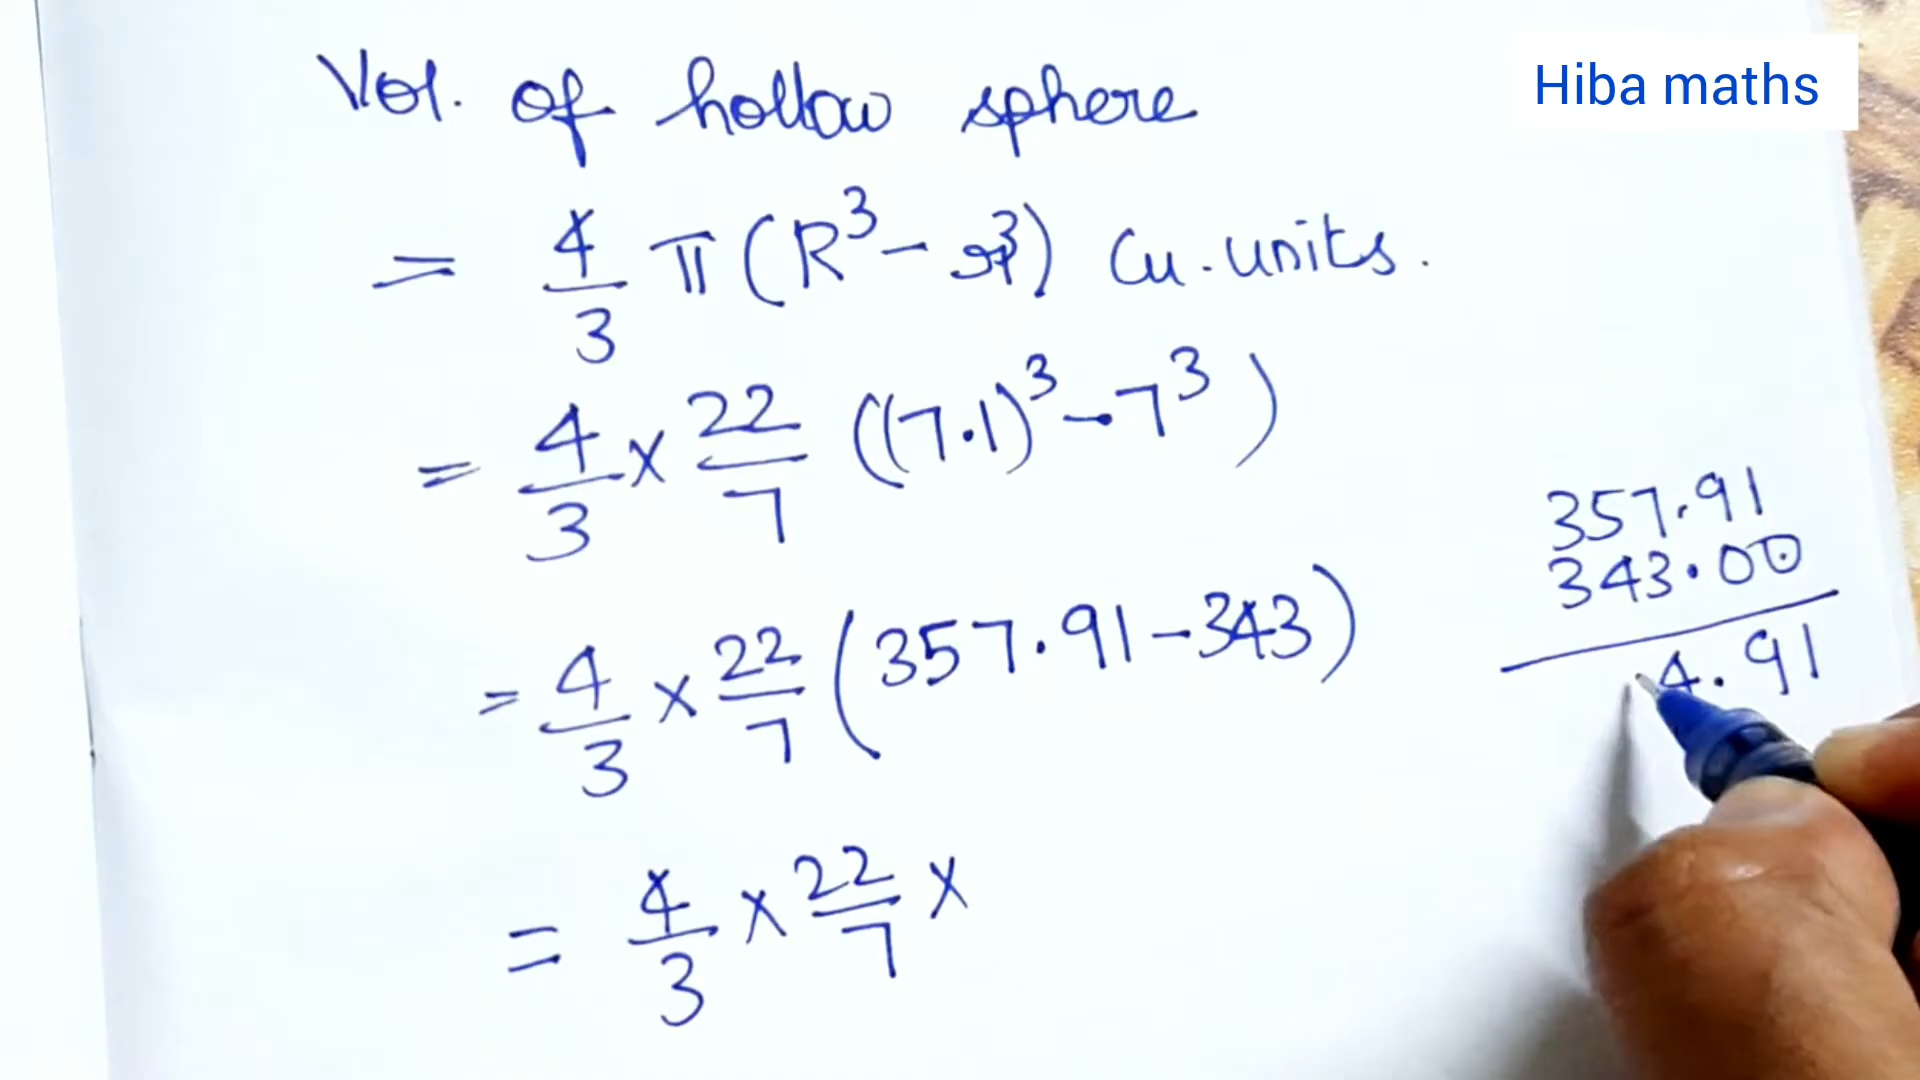 Hiba maths
Vol. of hollow sphere
= 4/3 π (R³ - r³) Cu. units.
= 4/3 × 22/7 ((7.1)³ - 7³)
= 4/3 × 22/7 (357.91 - 343)
= 4/3 × 22/7 ×
357.91
343.00
4.91